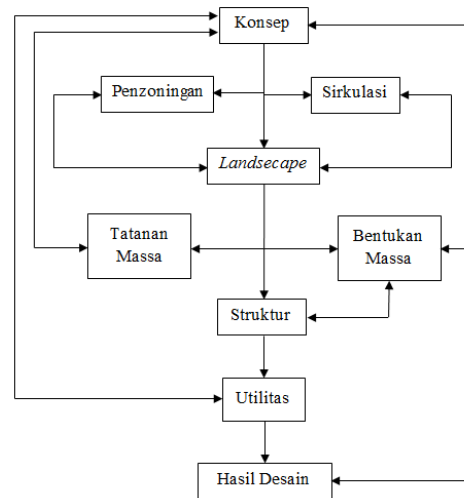 Konsep
Penzoningan
Sirkulasi
Landsecape
Tatanan
Massa
Bentukan
Massa
Struktur
Utilitas
Hasil Desain